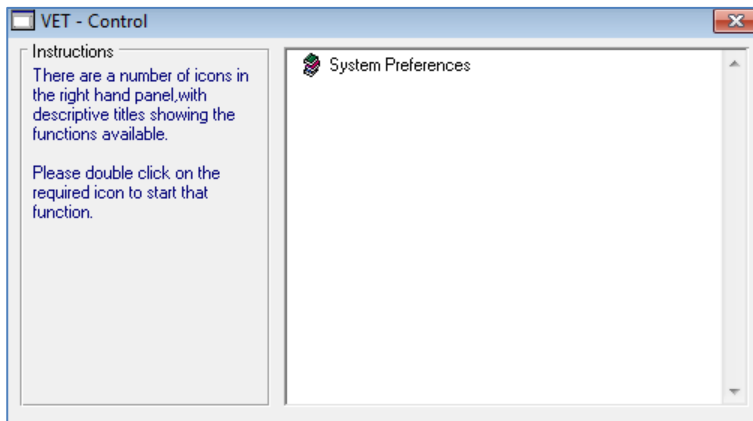 VET - Control
Instructions
There are a number of icons in
the right hand panel,with
descriptive titles showing the
functions available.
Please double click on the
required icon to start that
function.
System Preferences